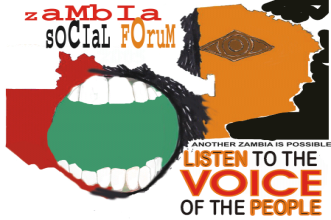 zaMbIa
sOCIaL FOruM
ANOTHER ZAMBIA IS POSSIBLE
LISTEN TO THE
VOICE
OF THE PEOPLE